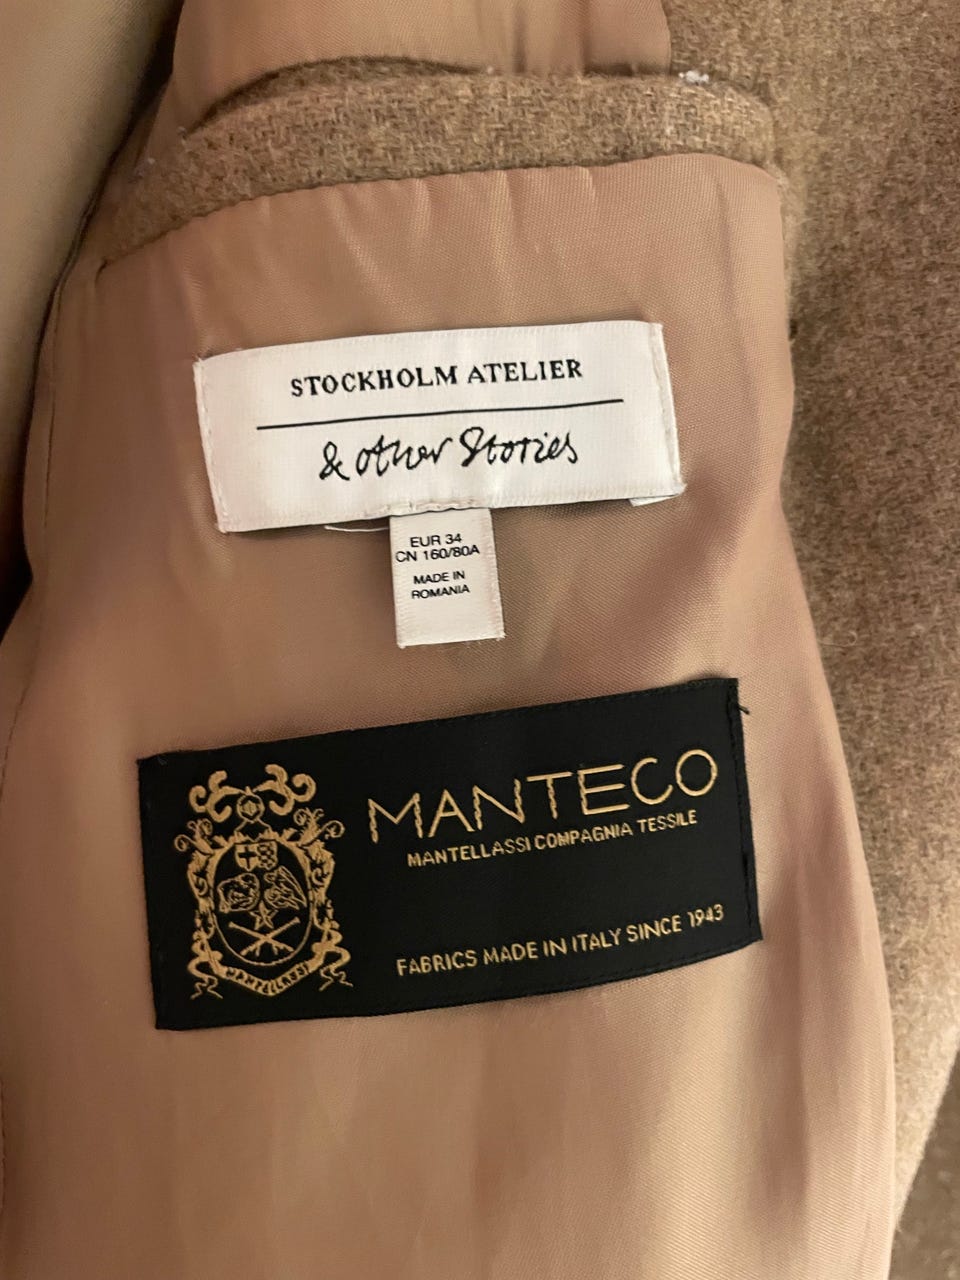 STOCKHOLM ATELIER
& other Stories
EUR 34
CN 160/80A
MADE IN
ROMANIA
MANTECO
MANTELLASSI COMPAGNIA TESSILE
FABRICS MADE IN ITALY SINCE 1943
MANTELLASSI